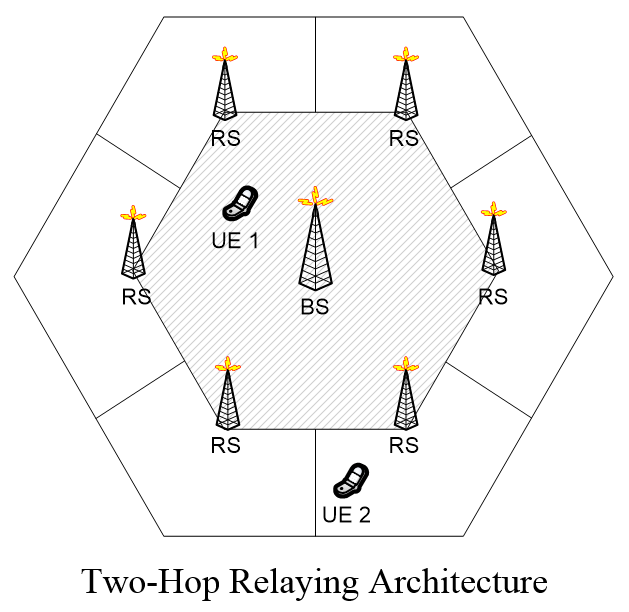 RS
RS
UE 1
RS
BS
RS
RS
RS
UE 2
Two-Hop Relaying Architecture